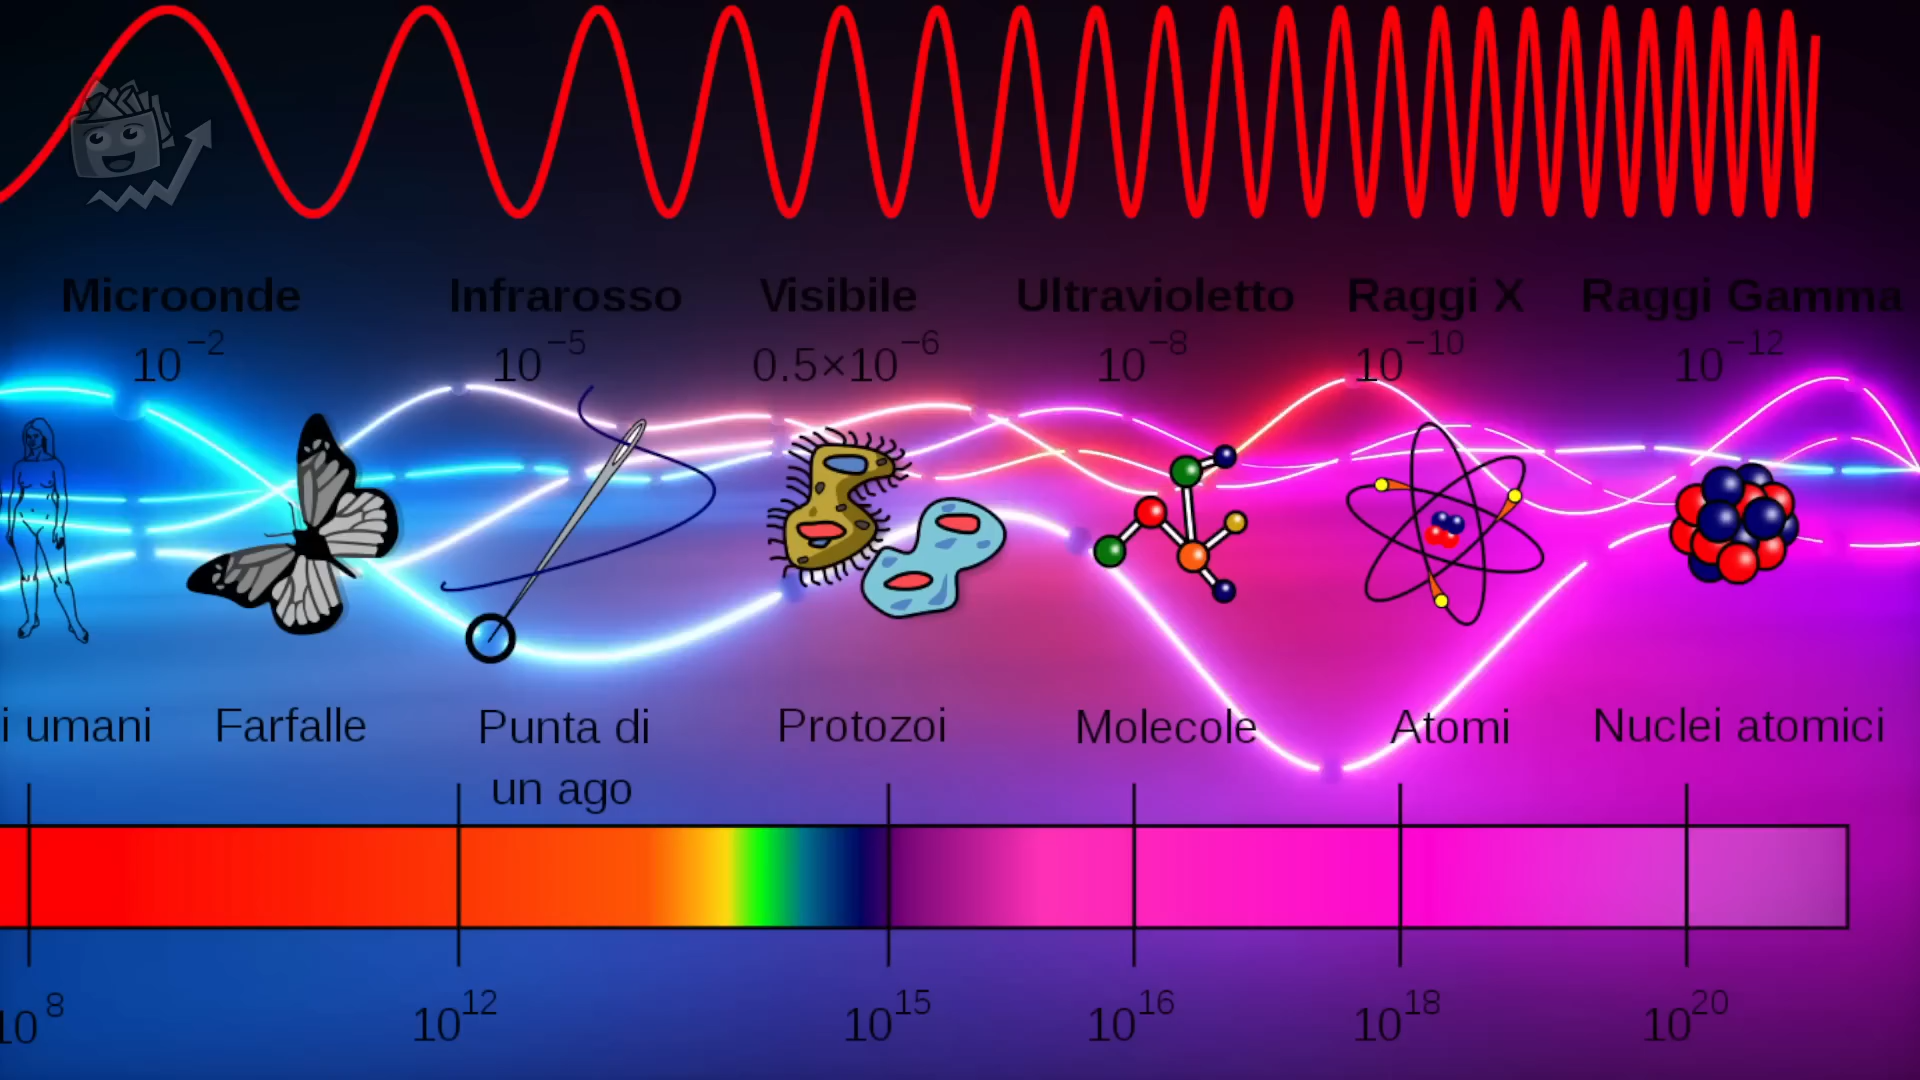 Microonde Infrarosso Visibile Ultravioletto Raggi X Raggi Gamma
10⁻² 10⁻⁵ 0.5×10⁻⁶ 10⁻⁸ 10⁻¹⁰ 10⁻¹²
i umani Farfalle Punta di Protozoi Molecole Atomi Nuclei atomici
un ago
10⁸ 10¹² 10¹⁵ 10¹⁶ 10¹⁸ 10²⁰